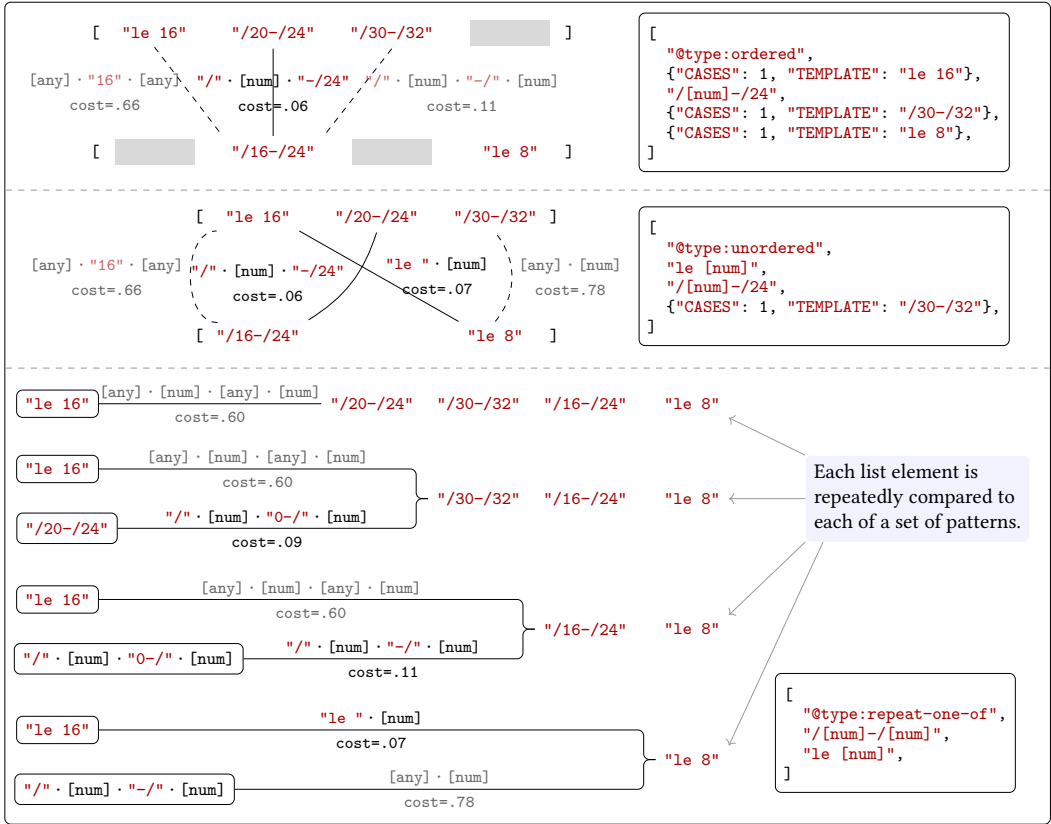 [ "le 16" "/20-/24" "/30-/32" ]
[any] · "16" · [any] "/" · [num] · "-/24" "/" · [num] · "-/" · [num]
cost=.66 cost=.06 cost=.11
[ "/16-/24" "le 8" ]
[
"@type:ordered",
{"CASES": 1, "TEMPLATE": "le 16"},
"/[num]-/24",
{"CASES": 1, "TEMPLATE": "/30-/32"},
{"CASES": 1, "TEMPLATE": "le 8"},
]
[ "le 16" "/20-/24" "/30-/32" ]
[any] · "16" · [any] "/" · [num] · "-/24" "le " · [num] [any] · [num]
cost=.66 cost=.06 cost=.07 cost=.78
[ "/16-/24" "le 8" ]
[
"@type:unordered",
"le [num]",
"/[num]-/24",
{"CASES": 1, "TEMPLATE": "/30-/32"},
]
"le 16" [any] · [num] · [any] · [num] "/20-/24" "/30-/32" "/16-/24" "le 8"
cost=.60
"le 16" [any] · [num] · [any] · [num]
cost=.60
"/30-/32" "/16-/24" "le 8"
"/20-/24" "/" · [num] · "0-/" · [num]
cost=.09
Each list element is
repeatedly compared to
each of a set of patterns.
"le 16" [any] · [num] · [any] · [num]
cost=.60
"/16-/24" "le 8"
"/" · [num] · "0-/" · [num] "/" · [num] · "-/" · [num]
cost=.11
"le 16" "le " · [num]
cost=.07
"le 8"
"/" · [num] · "-/" · [num] [any] · [num]
cost=.78
[
"@type:repeat-one-of",
"/[num]-/[num]",
"le [num]",
]